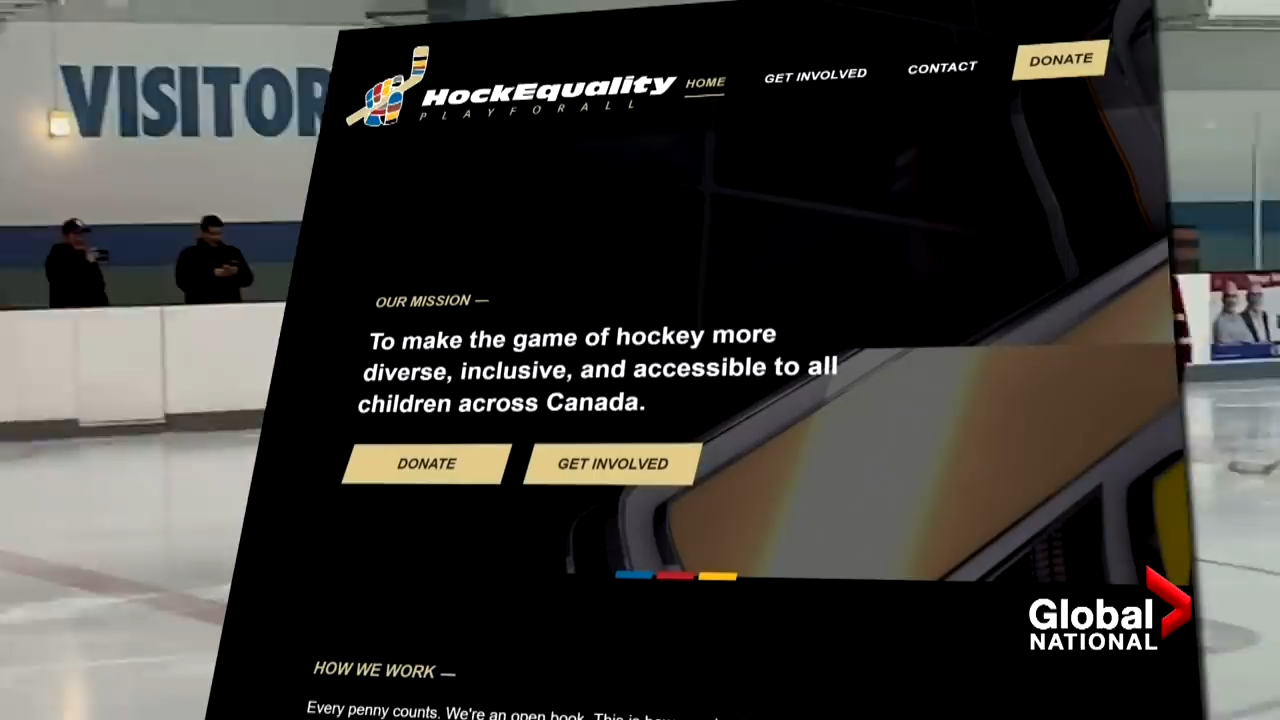 VISITOR
HockEquality
PLAYFORALL
HOME
GET INVOLVED
CONTACT
DONATE
OUR MISSION —
To make the game of hockey more
diverse, inclusive, and accessible to all
children across Canada.
DONATE
GET INVOLVED
Global
NATIONAL
HOW WE WORK —
Every penny counts. We're an open book. This is